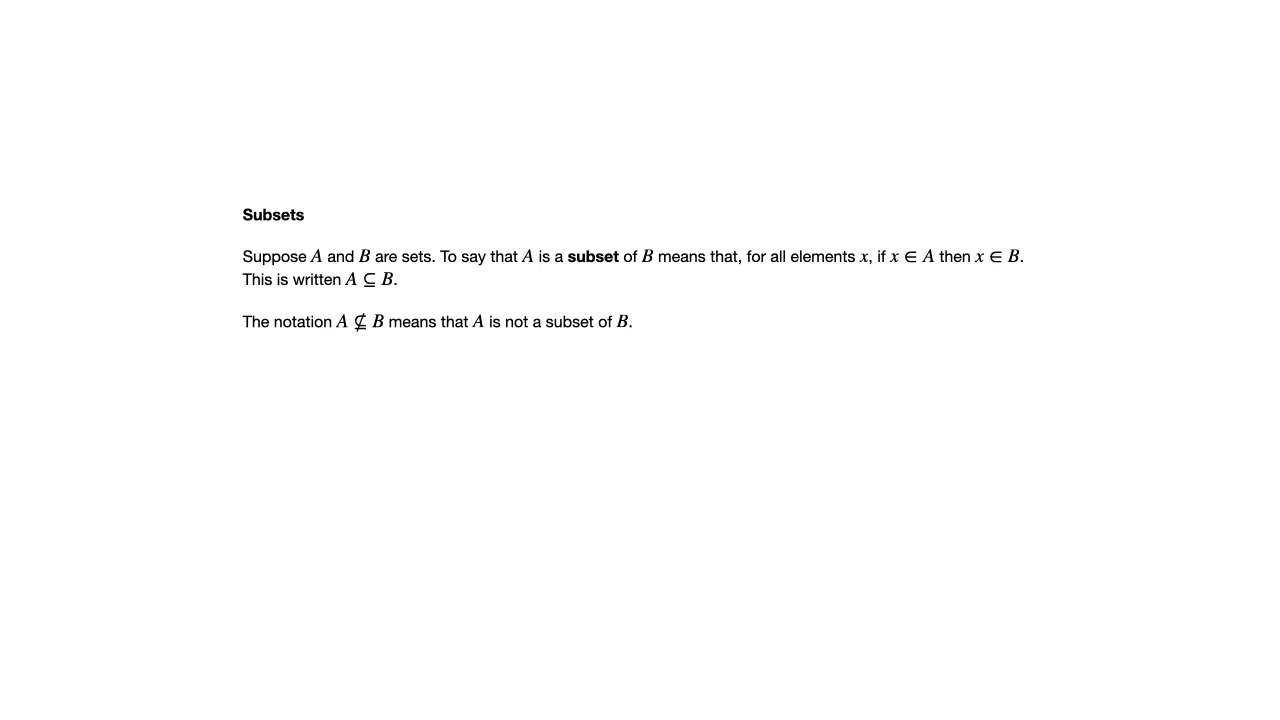 Subsets
Suppose A and B are sets. To say that A is a subset of B means that, for all elements x, if x ∈ A then x ∈ B.
This is written A ⊆ B.
The notation A ⊈ B means that A is not a subset of B.